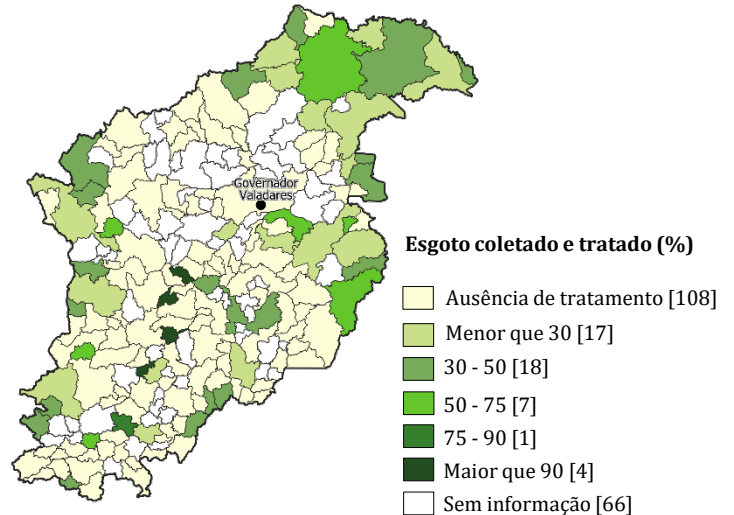 Governador
Valadares
Esgoto coletado e tratado (%)
Ausência de tratamento [108]
Menor que 30 [17]
30 - 50 [18]
50 - 75 [7]
75 - 90 [1]
Maior que 90 [4]
Sem informação [66]